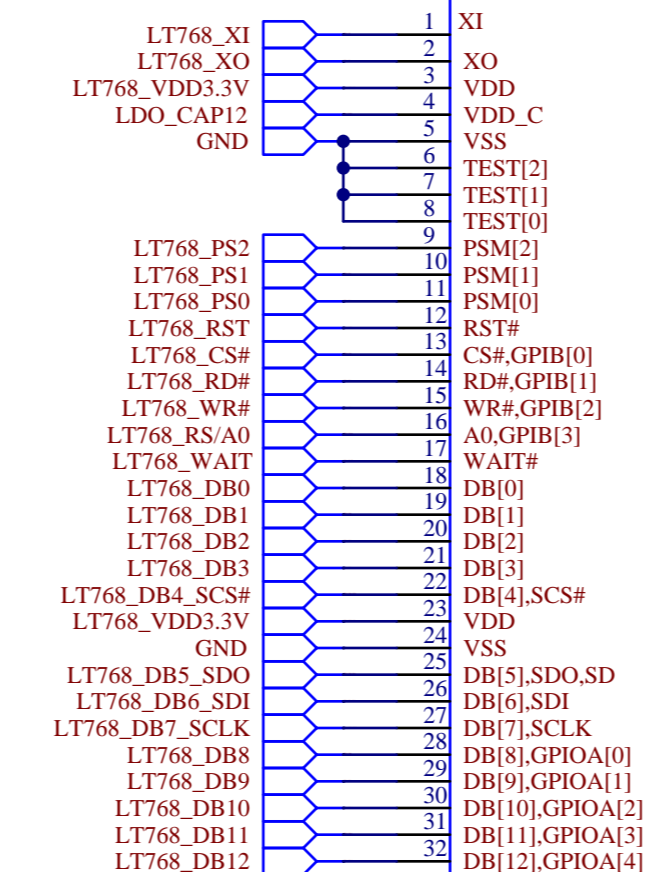 LT768_XI 1 XI
LT768_XO 2 XO
LT768_VDD3.3V 3 VDD
LDO_CAP12 4 VDD_C
GND 5 VSS
6 TEST[2]
7 TEST[1]
8 TEST[0]
LT768_PS2 9 PSM[2]
LT768_PS1 10 PSM[1]
LT768_PS0 11 PSM[0]
LT768_RST 12 RST#
LT768_CS# 13 CS#,GPIB[0]
LT768_RD# 14 RD#,GPIB[1]
LT768_WR# 15 WR#,GPIB[2]
LT768_RS/A0 16 A0,GPIB[3]
LT768_WAIT 17 WAIT#
LT768_DB0 18 DB[0]
LT768_DB1 19 DB[1]
LT768_DB2 20 DB[2]
LT768_DB3 21 DB[3]
LT768_DB4_SCS# 22 DB[4],SCS#
LT768_VDD3.3V 23 VDD
GND 24 VSS
LT768_DB5_SDO 25 DB[5],SDO,SD
LT768_DB6_SDI 26 DB[6],SDI
LT768_DB7_SCLK 27 DB[7],SCLK
LT768_DB8 28 DB[8],GPIOA[0]
LT768_DB9 29 DB[9],GPIOA[1]
LT768_DB10 30 DB[10],GPIOA[2]
LT768_DB11 31 DB[11],GPIOA[3]
LT768_DB12 32 DB[12],GPIOA[4]